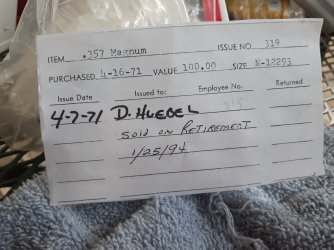 ITEM .357 Magnum ISSUE NO. 319
PURCHASED 4-16-71 VALUE 100.00 SIZE N-12293
Issue Date Issued to: Employee No. Returned
4-7-71 D. HUEBEL
SOLD ON RETIREMENT
1/25/94